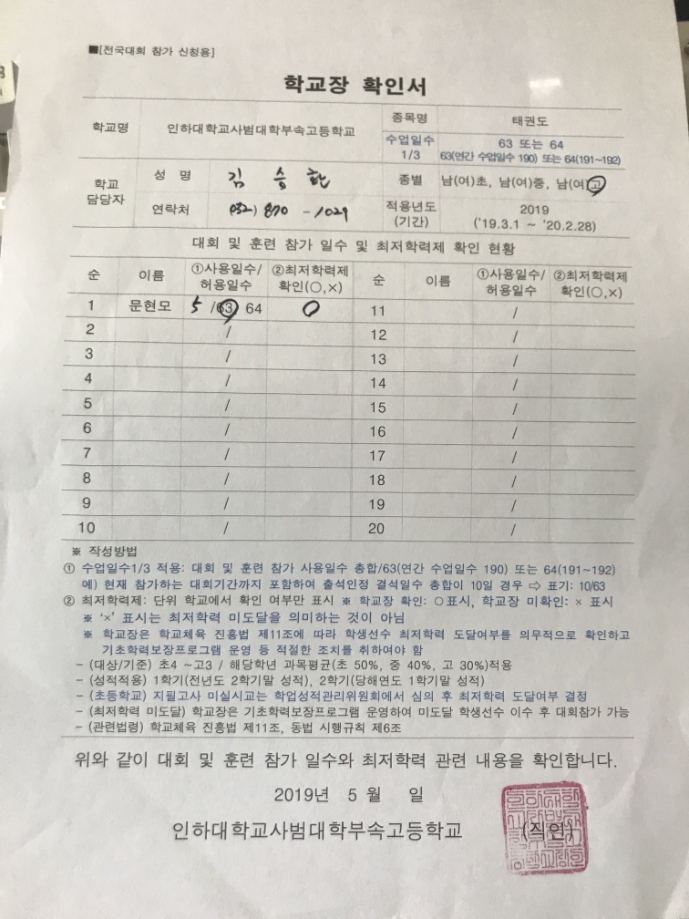 ■[전국대회 참가 신청용]
학교장 확인서
학교명 인하대학교사범대학부속고등학교 종목명 태권도
수업일수 1/3 63 또는 64
63(연간 수업일수 190) 또는 64(191~192)
학교 담당자 성 명 김 승 환 종별 남(여)초, 남(여)중, 남(여)고
연락처 032) 870 - 1029 적용년도 (기간) 2019
('19.3.1 ~ '20.2.28)
대회 및 훈련 참가 일수 및 최저학력제 확인 현황
순 이름 ①사용일수/허용일수 ②최저학력제 확인(○,×) 순 이름 ①사용일수/허용일수 ②최저학력제 확인(○,×)
1 문현모 5 /63 64 ○ 11 /
2 / 12 /
3 / 13 /
4 / 14 /
5 / 15 /
6 / 16 /
7 / 17 /
8 / 18 /
9 / 19 /
10 / 20 /
※ 작성방법
① 수업일수1/3 적용: 대회 및 훈련 참가 사용일수 총합/63(연간 수업일수 190) 또는 64(191~192)
예) 현재 참가하는 대회기간까지 포함하여 출석인정 결석일수 총합이 10일 경우 ⇨ 표기: 10/63
② 최저학력제: 단위 학교에서 확인 여부만 표시 ※ 학교장 확인: ○표시, 학교장 미확인: × 표시
※ '×' 표시는 최저학력 미도달을 의미하는 것이 아님
※ 학교장은 학교체육 진흥법 제11조에 따라 학생선수 최저학력 도달여부를 의무적으로 확인하고
기초학력보장프로그램 운영 등 적절한 조치를 취하여야 함
- (대상/기준) 초4 ~고3 / 해당학년 과목평균(초 50%, 중 40%, 고 30%)적용
- (성적적용) 1학기(전년도 2학기말 성적), 2학기(당해연도 1학기말 성적)
- (초등학교) 지필고사 미실시교는 학업성적관리위원회에서 심의 후 최저학력 도달여부 결정
- (최저학력 미도달) 학교장은 기초학력보장프로그램 운영하여 미도달 학생선수 이수 후 대회참가 가능
- (관련법령) 학교체육 진흥법 제11조, 동법 시행규칙 제6조
위와 같이 대회 및 훈련 참가 일수와 최저학력 관련 내용을 확인합니다.
2019년 5 월 일
인하대학교사범대학부속고등학교 (직인)